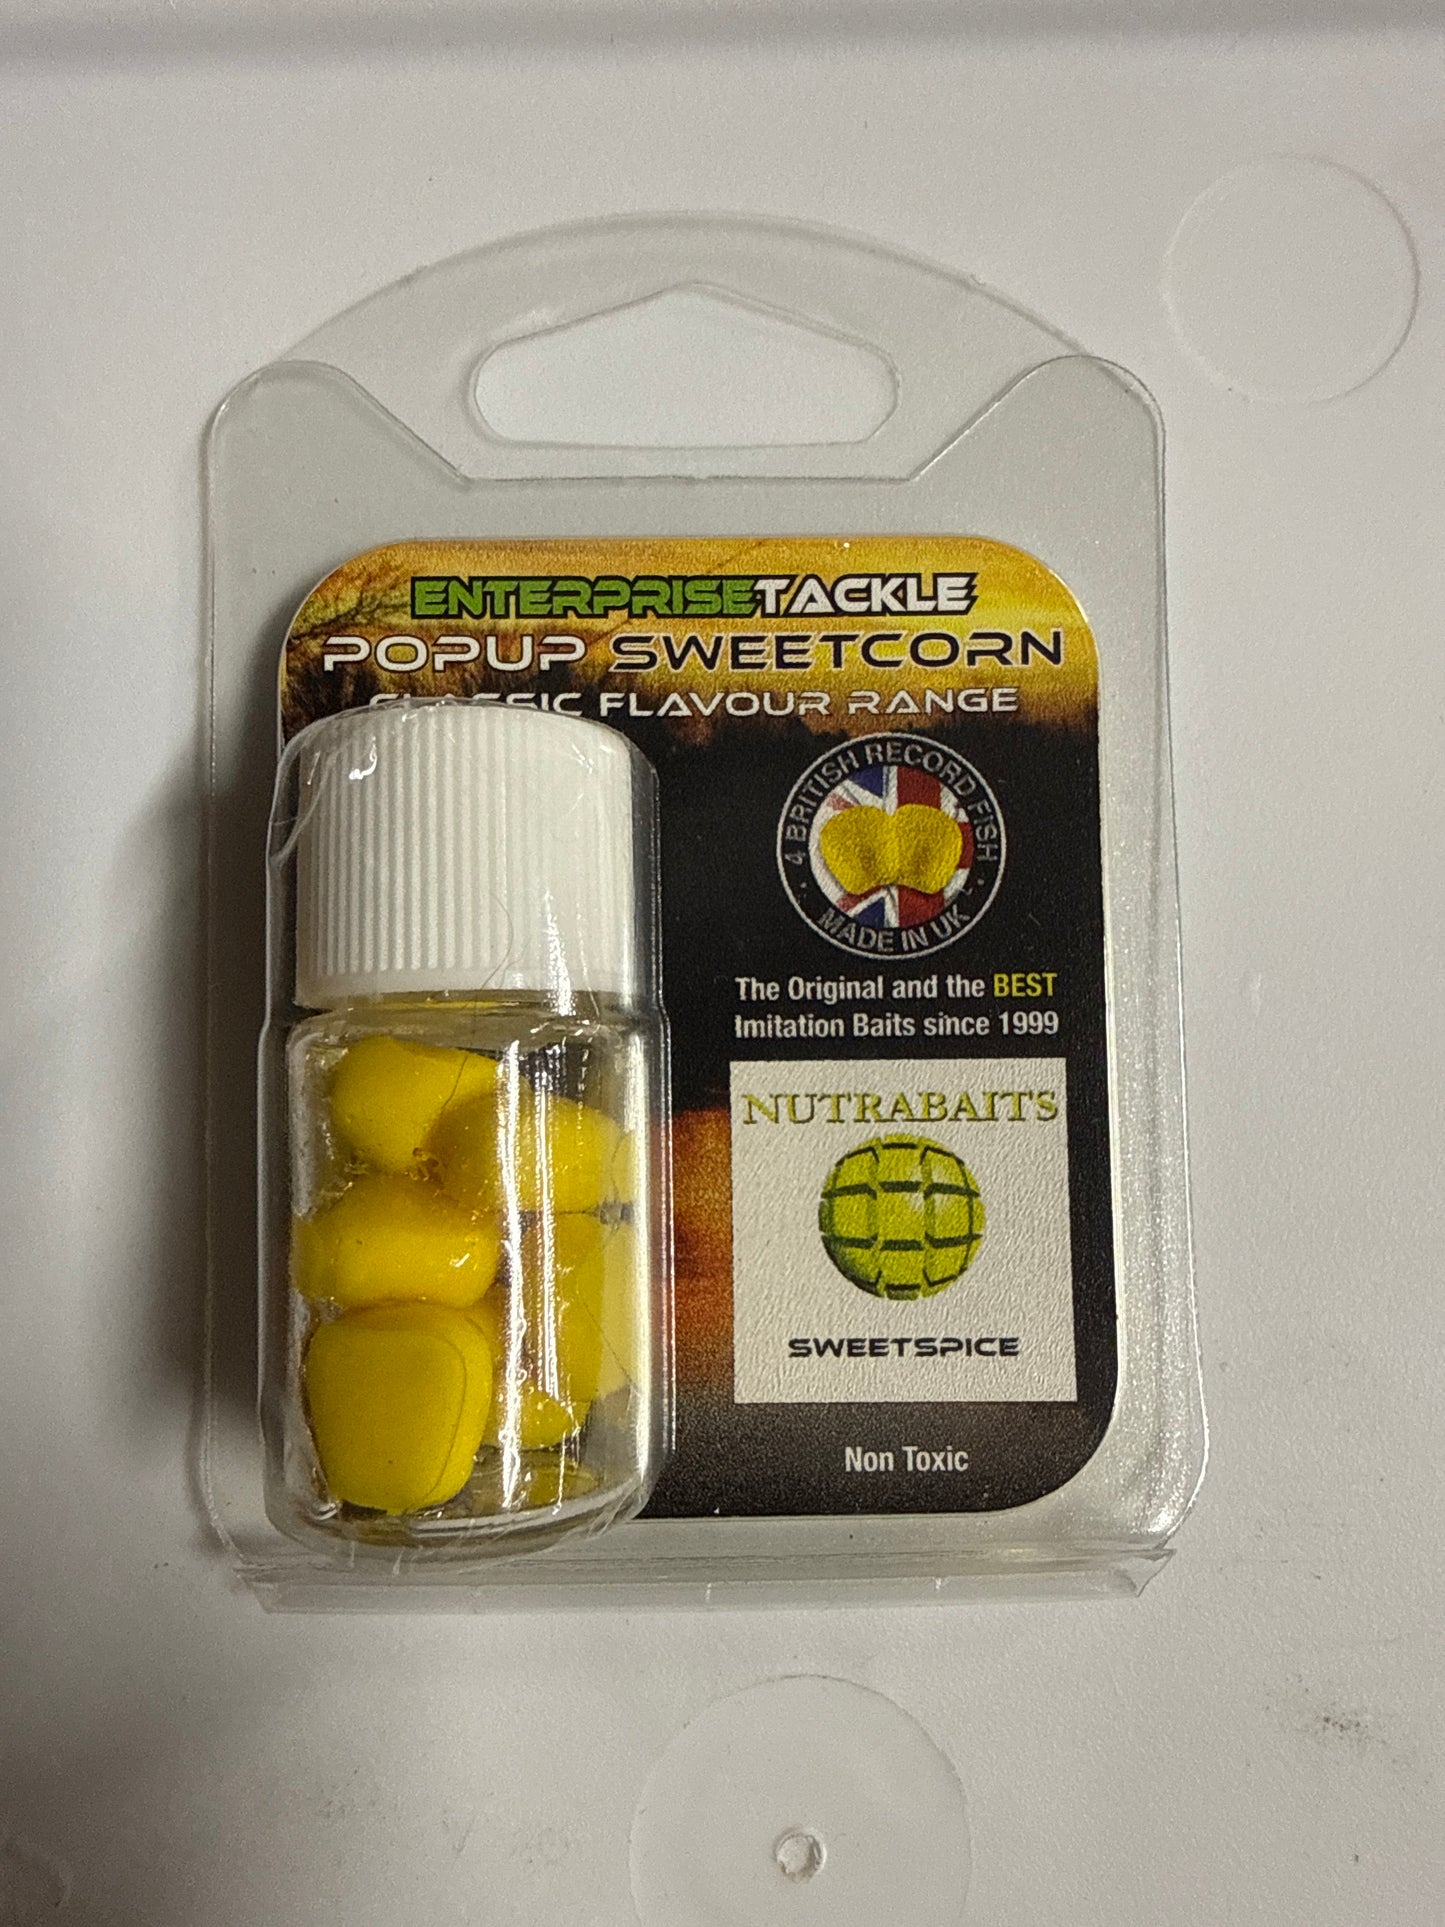 ENTERPRISETACKLE
POPUP SWEETCORN
CLASSIC FLAVOUR RANGE
4 BRITISH RECORD FISH
MADE IN UK
The Original and the BEST
Imitation Baits since 1999
NUTRABAITS
SWEETSPICE
Non Toxic